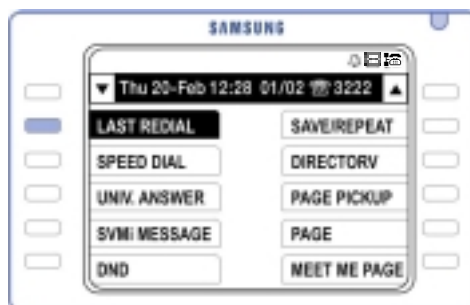 SAMSUNG
Thu 20-Feb 12:28 01/02 ☏3222
LAST REDIAL SAVE/REPEAT
SPEED DIAL DIRECTORY
UNIV. ANSWER PAGE PICKUP
SVMi MESSAGE PAGE
DND MEET ME PAGE